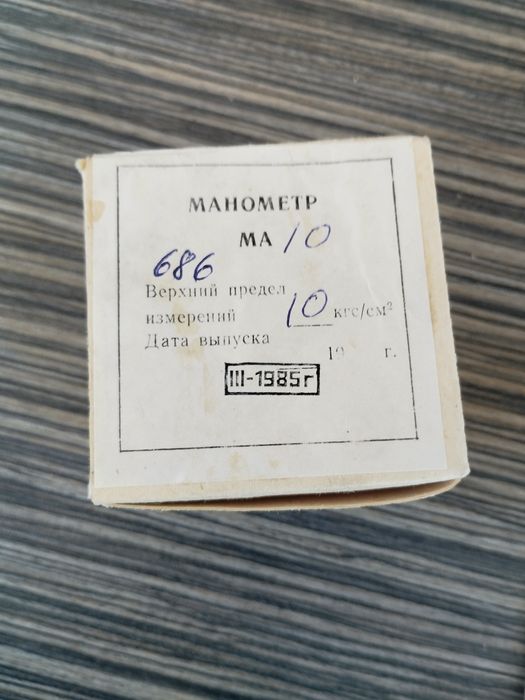 МАНОМЕТР
МА 10
686
Верхний предел
измерений 10 кгс/см²
Дата выпуска
19 г.
III-1985г